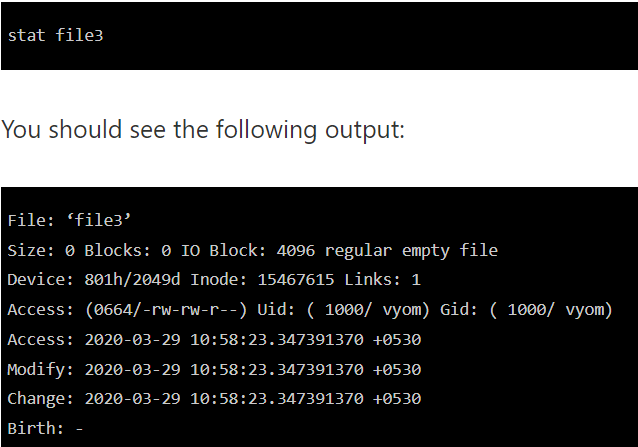 stat file3
You should see the following output:
File: ‘file3’
Size: 0 Blocks: 0 IO Block: 4096 regular empty file
Device: 801h/2049d Inode: 15467615 Links: 1
Access: (0664/-rw-rw-r--) Uid: ( 1000/ vyom) Gid: ( 1000/ vyom)
Access: 2020-03-29 10:58:23.347391370 +0530
Modify: 2020-03-29 10:58:23.347391370 +0530
Change: 2020-03-29 10:58:23.347391370 +0530
Birth: -